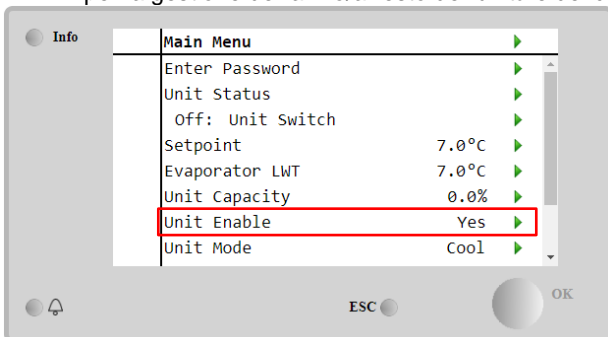 Info
Main Menu
Enter Password
Unit Status
Off: Unit Switch
Setpoint 7.0°C
Evaporator LWT 7.0°C
Unit Capacity 0.0%
Unit Enable Yes
Unit Mode Cool
ESC
OK